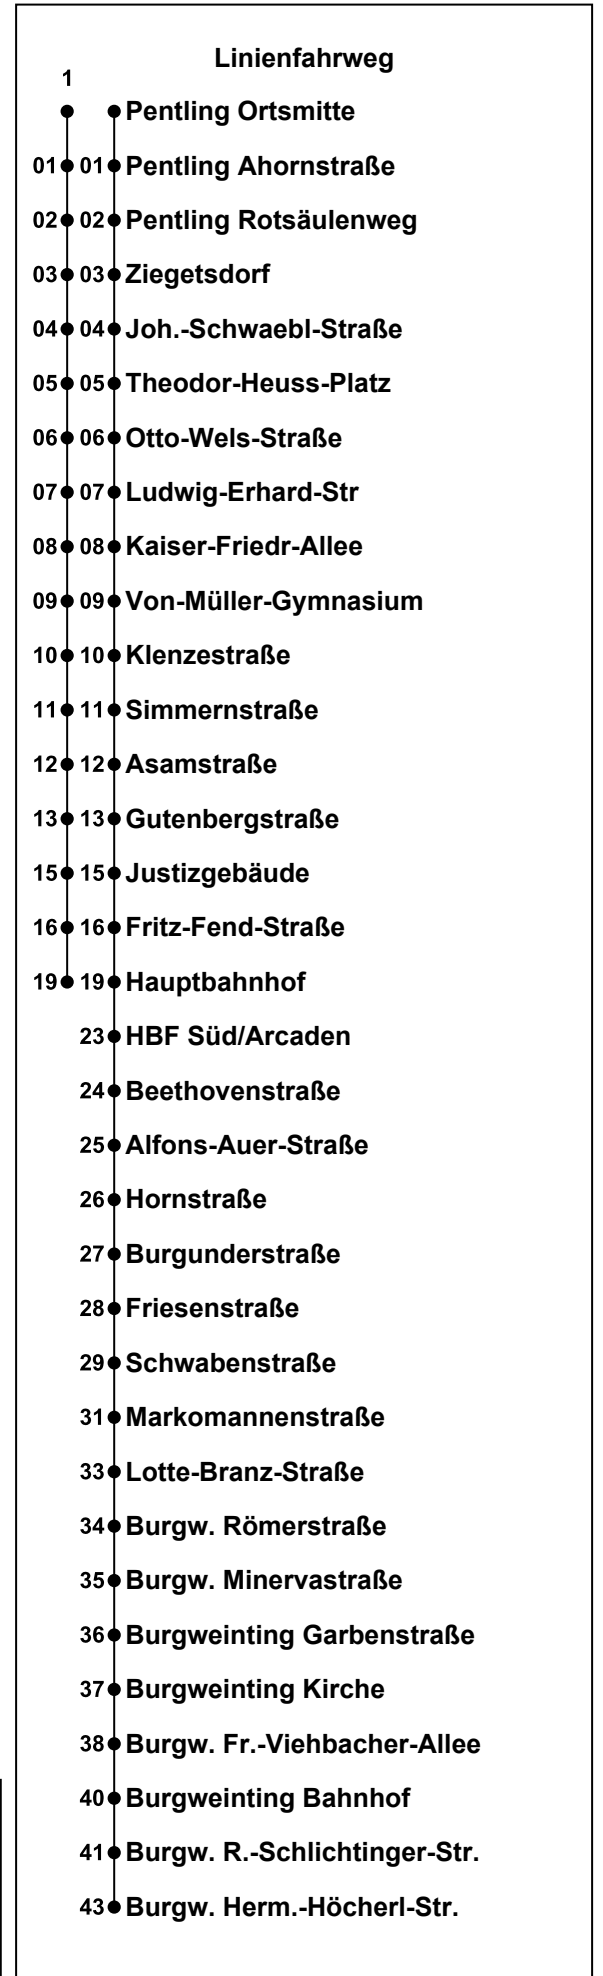 Linienfahrweg
1
Pentling Ortsmitte
01 01 Pentling Ahornstraße
02 02 Pentling Rotsäulenweg
03 03 Ziegetsdorf
04 04 Joh.-Schwaebl-Straße
05 05 Theodor-Heuss-Platz
06 06 Otto-Wels-Straße
07 07 Ludwig-Erhard-Str
08 08 Kaiser-Friedr-Allee
09 09 Von-Müller-Gymnasium
10 10 Klenzestraße
11 11 Simmernstraße
12 12 Asamstraße
13 13 Gutenbergstraße
15 15 Justizgebäude
16 16 Fritz-Fend-Straße
19 19 Hauptbahnhof
23 HBF Süd/Arcaden
24 Beethovenstraße
25 Alfons-Auer-Straße
26 Hornstraße
27 Burgunderstraße
28 Friesenstraße
29 Schwabenstraße
31 Markomannenstraße
33 Lotte-Branz-Straße
34 Burgw. Römerstraße
35 Burgw. Minervastraße
36 Burgweinting Garbenstraße
37 Burgweinting Kirche
38 Burgw. Fr.-Viehbacher-Allee
40 Burgweinting Bahnhof
41 Burgw. R.-Schlichtinger-Str.
43 Burgw. Herm.-Höcherl-Str.